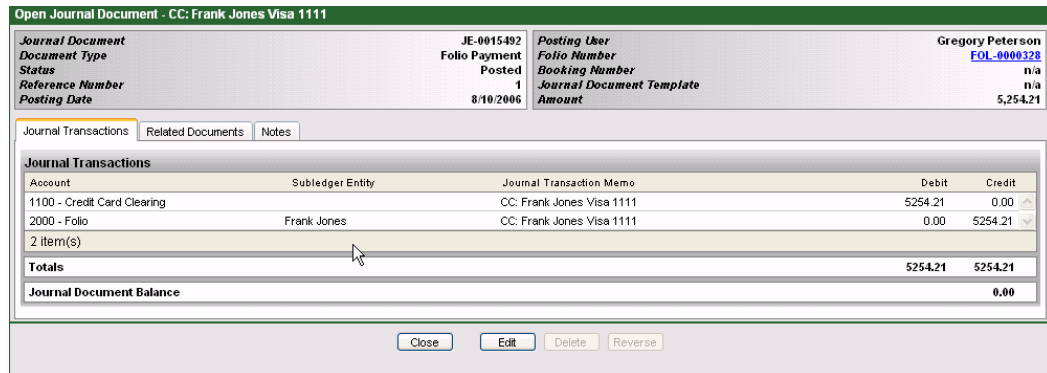 Open Journal Document - CC: Frank Jones Visa 1111
Journal Document JE-0015492
Document Type Folio Payment
Status Posted
Reference Number 1
Posting Date 8/10/2006
Posting User Gregory Peterson
Folio Number FOL-0000328
Booking Number n/a
Journal Document Template n/a
Amount 5,254.21
Journal Transactions Related Documents Notes
Journal Transactions
Account Subledger Entity Journal Transaction Memo Debit Credit
1100 - Credit Card Clearing CC: Frank Jones Visa 1111 5254.21 0.00
2000 - Folio Frank Jones CC: Frank Jones Visa 1111 0.00 5254.21
2 item(s)
Totals 5254.21 5254.21
Journal Document Balance 0.00
Close Edit Delete Reverse